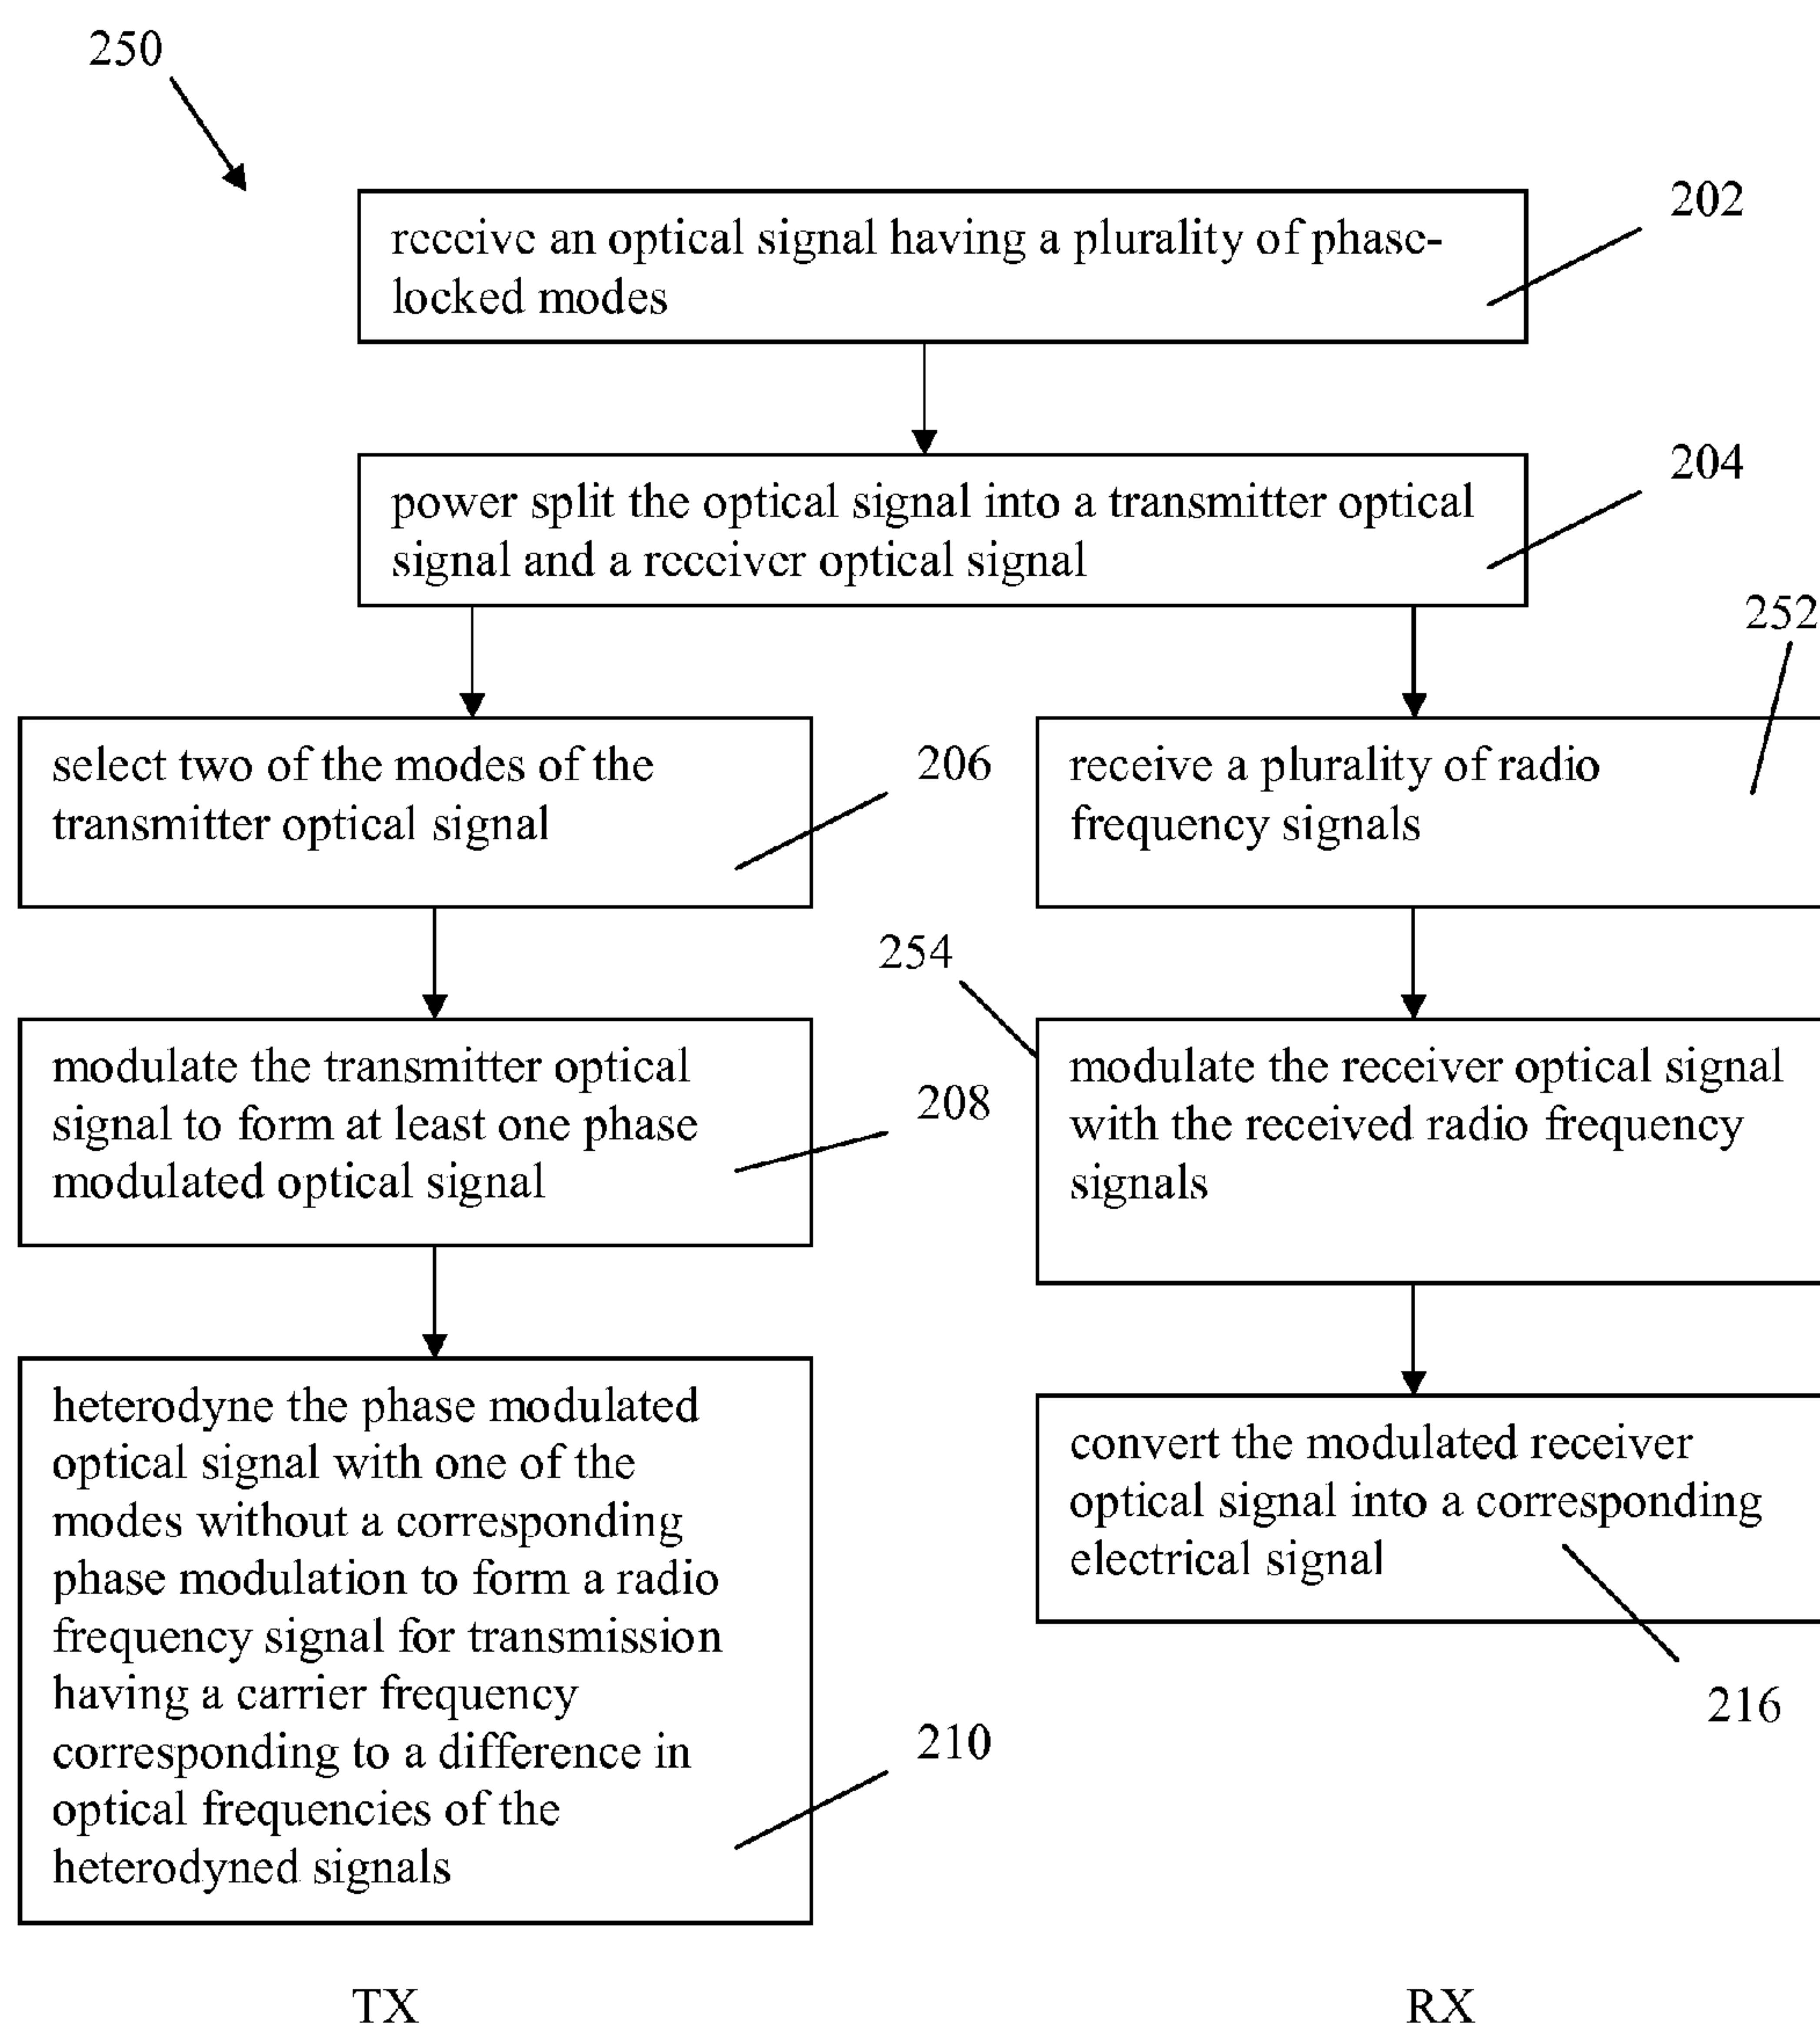 250
202
receive an optical signal having a plurality of phase-
locked modes
204
power split the optical signal into a transmitter optical
signal and a receiver optical signal
252
select two of the modes of the
transmitter optical signal
206
receive a plurality of radio
frequency signals
254
modulate the transmitter optical
signal to form at least one phase
modulated optical signal
208
modulate the receiver optical signal
with the received radio frequency
signals
heterodyne the phase modulated
optical signal with one of the
modes without a corresponding
phase modulation to form a radio
frequency signal for transmission
having a carrier frequency
corresponding to a difference in
optical frequencies of the
heterodyned signals
210
convert the modulated receiver
optical signal into a corresponding
electrical signal
216
TX
RX